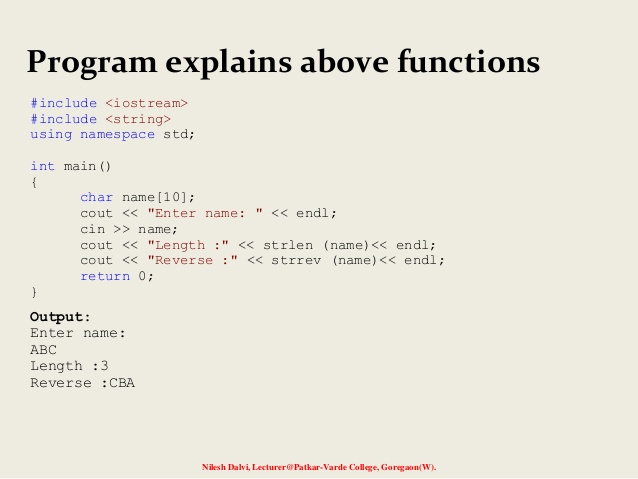 Program explains above functions
#include <iostream>
#include <string>
using namespace std;
int main()
{
char name[10];
cout << "Enter name: " << endl;
cin >> name;
cout << "Length :" << strlen (name)<< endl;
cout << "Reverse :" << strrev (name)<< endl;
return 0;
}
Output:
Enter name:
ABC
Length :3
Reverse :CBA
Nilesh Dalvi, Lecturer@Patkar-Varde College, Goregaon(W).